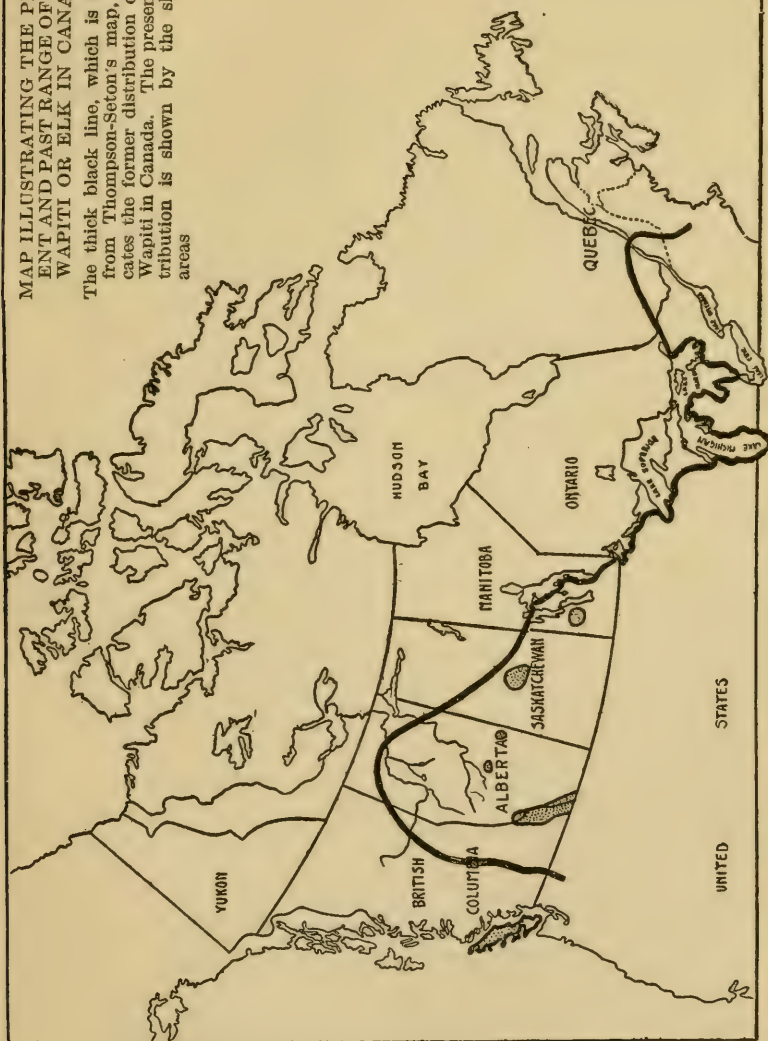 MAP ILLUSTRATING THE P
ENT AND PAST RANGE OF
WAPITI OR ELK IN CANA
The thick black line, which is
from Thompson-Seton's map,
cates the former distribution o
Wapiti in Canada. The presen
tribution is shown by the s
areas
YUKON
HUDSON
BAY
BRITISH
COLUMBIA
ALBERTA
SASKATCHEWAN
MANITOBA
ONTARIO
QUEBEC
LAKE SUPERIOR
LAKE MICHIGAN
UNITED
STATES